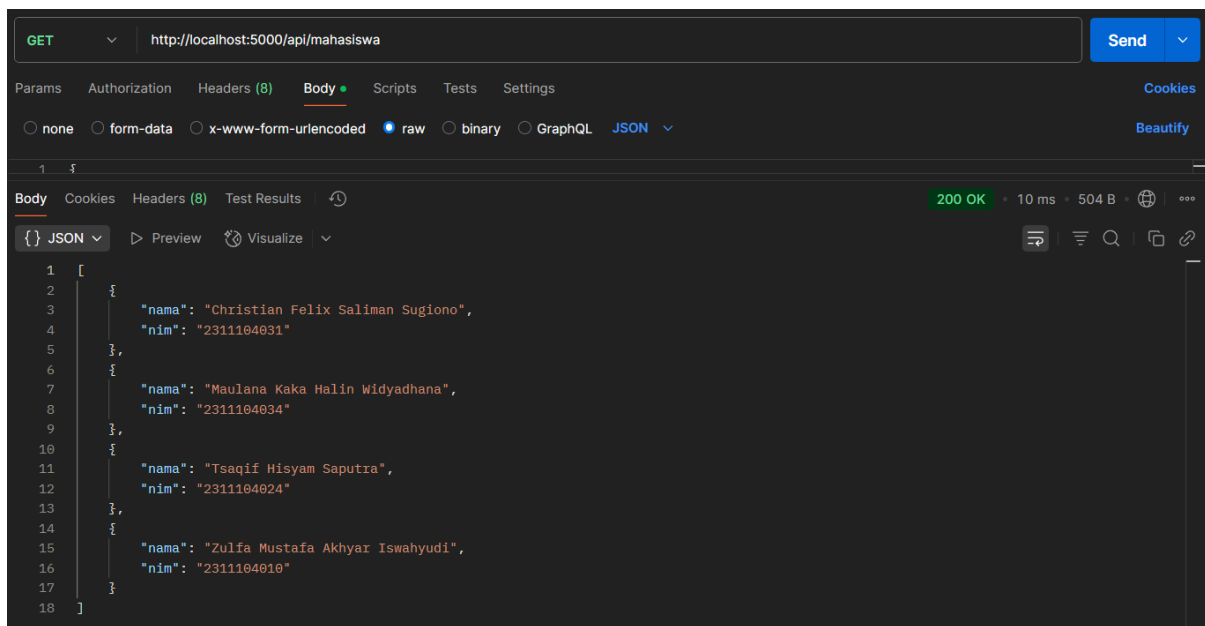 GET http://localhost:5000/api/mahasiswa Send
Params Authorization Headers (8) Body Scripts Tests Settings Cookies
none form-data x-www-form-urlencoded raw binary GraphQL JSON Beautify
1 {
Body Cookies Headers (8) Test Results 200 OK • 10 ms • 504 B •
{} JSON Preview Visualize
1 [
2 {
3 "nama": "Christian Felix Saliman Sugiono",
4 "nim": "2311104031"
5 },
6 {
7 "nama": "Maulana Kaka Halin Widyadhana",
8 "nim": "2311104034"
9 },
10 {
11 "nama": "Tsaqif Hisyam Saputra",
12 "nim": "2311104024"
13 },
14 {
15 "nama": "Zulfa Mustafa Akhyar Iswahyudi",
16 "nim": "2311104010"
17 }
18 ]